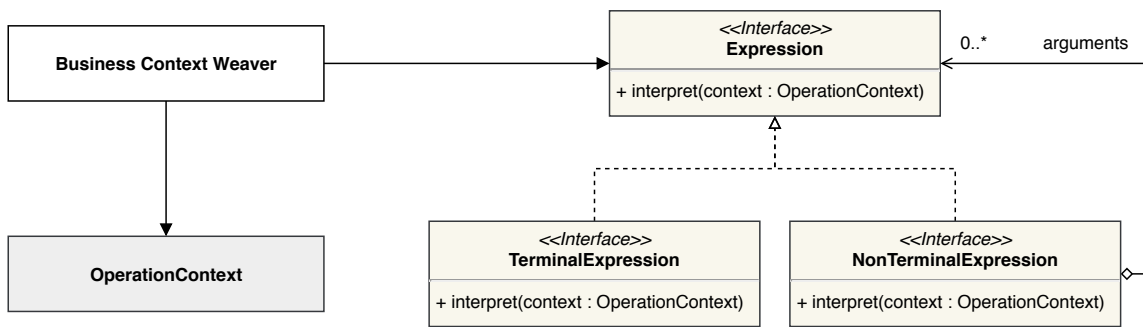 <<Interface>>
Expression
+ interpret(context : OperationContext)
0..* arguments
Business Context Weaver
OperationContext
<<Interface>>
TerminalExpression
+ interpret(context : OperationContext)
<<Interface>>
NonTerminalExpression
+ interpret(context : OperationContext)